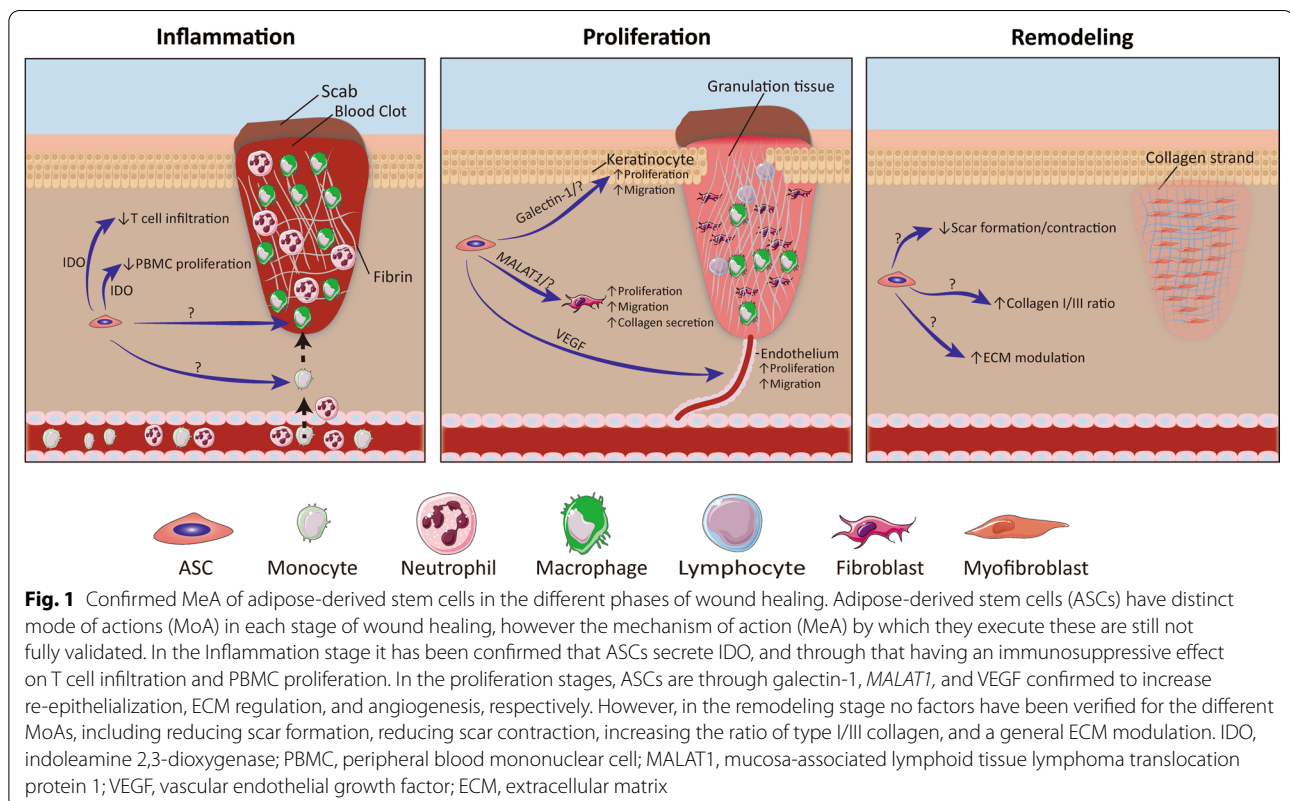 Inflammation
Scab
Blood Clot
↓T cell infiltration
IDO
↓PBMC proliferation
IDO
Fibrin
?
?
Proliferation
Granulation tissue
Keratinocyte
↑Proliferation
↑Migration
Galectin-1/?
MALAT1/?
↑Proliferation
↑Migration
↑Collagen secretion
VEGF
Endothelium
↑Proliferation
↑Migration
Remodeling
Collagen strand
?
↓Scar formation/contraction
?
↑Collagen I/III ratio
?
↑ECM modulation
ASC Monocyte Neutrophil Macrophage Lymphocyte Fibroblast Myofibroblast
Fig. 1 Confirmed MeA of adipose-derived stem cells in the different phases of wound healing. Adipose-derived stem cells (ASCs) have distinct
mode of actions (MoA) in each stage of wound healing, however the mechanism of action (MeA) by which they execute these are still not
fully validated. In the Inflammation stage it has been confirmed that ASCs secrete IDO, and through that having an immunosuppressive effect
on T cell infiltration and PBMC proliferation. In the proliferation stages, ASCs are through galectin-1, MALAT1, and VEGF confirmed to increase
re-epithelialization, ECM regulation, and angiogenesis, respectively. However, in the remodeling stage no factors have been verified for the different
MoAs, including reducing scar formation, reducing scar contraction, increasing the ratio of type I/III collagen, and a general ECM modulation. IDO,
indoleamine 2,3-dioxygenase; PBMC, peripheral blood mononuclear cell; MALAT1, mucosa-associated lymphoid tissue lymphoma translocation
protein 1; VEGF, vascular endothelial growth factor; ECM, extracellular matrix